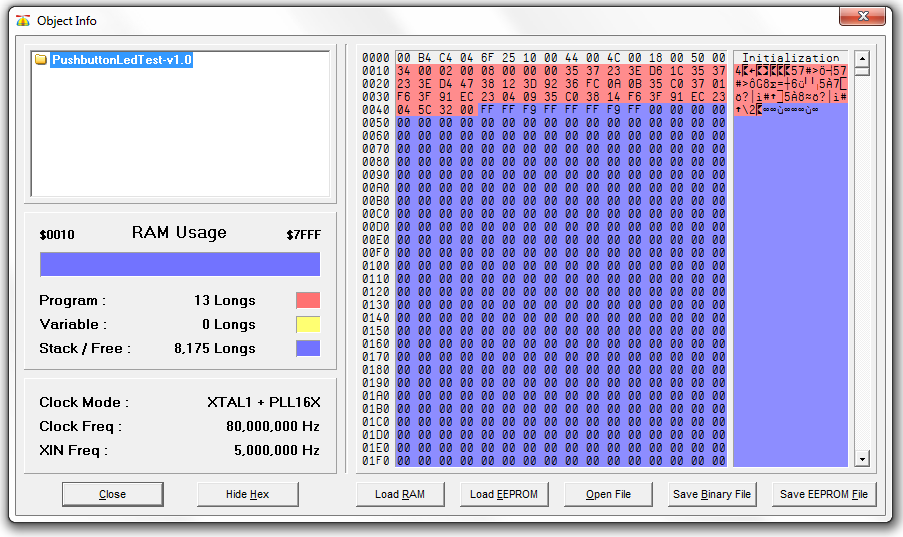 Object Info
PushbuttonLedTest-v1.0
$0010 RAM Usage $7FFF
Program : 13 Longs
Variable : 0 Longs
Stack / Free : 8,175 Longs
Clock Mode : XTAL1 + PLL16X
Clock Freq : 80,000,000 Hz
XIN Freq : 5,000,000 Hz
0000 00 B4 C4 04 6F 25 10 00 44 00 4C 00 18 00 50 00 Initialization
0010 34 00 02 00 08 00 00 00 35 37 23 3E D6 1C 35 37
0020 23 3E D4 47 38 12 3D 92 36 FC 0A 0B 35 C0 37 01
0030 F6 3F 91 EC 23 04 09 35 C0 38 14 F6 3F 91 EC 23
0040 04 5C 32 00 FF FF F9 FF FF FF F9 FF 00 00 00 00
0050 00 00 00 00 00 00 00 00 00 00 00 00 00 00 00 00
0060 00 00 00 00 00 00 00 00 00 00 00 00 00 00 00 00
0070 00 00 00 00 00 00 00 00 00 00 00 00 00 00 00 00
0080 00 00 00 00 00 00 00 00 00 00 00 00 00 00 00 00
0090 00 00 00 00 00 00 00 00 00 00 00 00 00 00 00 00
00A0 00 00 00 00 00 00 00 00 00 00 00 00 00 00 00 00
00B0 00 00 00 00 00 00 00 00 00 00 00 00 00 00 00 00
00C0 00 00 00 00 00 00 00 00 00 00 00 00 00 00 00 00
00D0 00 00 00 00 00 00 00 00 00 00 00 00 00 00 00 00
00E0 00 00 00 00 00 00 00 00 00 00 00 00 00 00 00 00
00F0 00 00 00 00 00 00 00 00 00 00 00 00 00 00 00 00
0100 00 00 00 00 00 00 00 00 00 00 00 00 00 00 00 00
0110 00 00 00 00 00 00 00 00 00 00 00 00 00 00 00 00
0120 00 00 00 00 00 00 00 00 00 00 00 00 00 00 00 00
0130 00 00 00 00 00 00 00 00 00 00 00 00 00 00 00 00
0140 00 00 00 00 00 00 00 00 00 00 00 00 00 00 00 00
0150 00 00 00 00 00 00 00 00 00 00 00 00 00 00 00 00
0160 00 00 00 00 00 00 00 00 00 00 00 00 00 00 00 00
0170 00 00 00 00 00 00 00 00 00 00 00 00 00 00 00 00
0180 00 00 00 00 00 00 00 00 00 00 00 00 00 00 00 00
0190 00 00 00 00 00 00 00 00 00 00 00 00 00 00 00 00
01A0 00 00 00 00 00 00 00 00 00 00 00 00 00 00 00 00
01B0 00 00 00 00 00 00 00 00 00 00 00 00 00 00 00 00
01C0 00 00 00 00 00 00 00 00 00 00 00 00 00 00 00 00
01D0 00 00 00 00 00 00 00 00 00 00 00 00 00 00 00 00
01E0 00 00 00 00 00 00 00 00 00 00 00 00 00 00 00 00
01F0 00 00 00 00 00 00 00 00 00 00 00 00 00 00 00 00
Close Hide Hex Load RAM Load EEPROM Open File Save Binary File Save EEPROM File